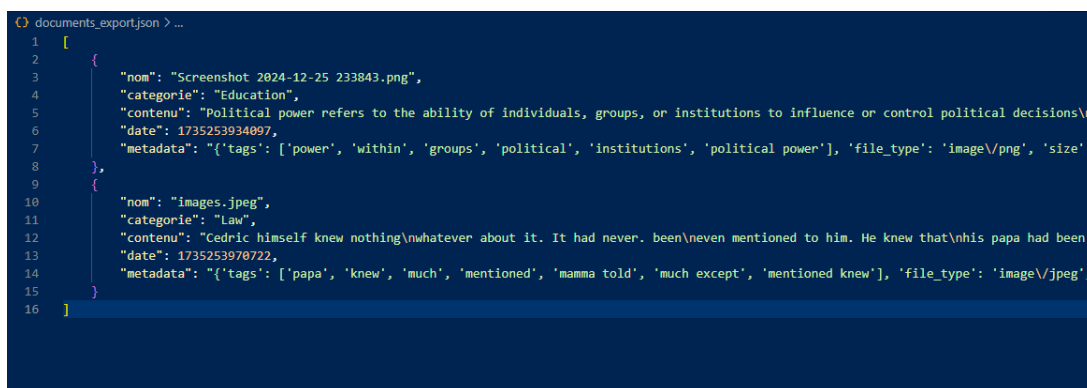 {} documents_export.json > ...
1 [
2 {
3 "nom": "Screenshot 2024-12-25 233843.png",
4 "categorie": "Education",
5 "contenu": "Political power refers to the ability of individuals, groups, or institutions to influence or control political decisions\
6 "date": 1735253934097,
7 "metadata": "{'tags': ['power', 'within', 'groups', 'political', 'institutions', 'political power'], 'file_type': 'image\/png', 'size'
8 },
9 {
10 "nom": "images.jpeg",
11 "categorie": "Law",
12 "contenu": "Cedric himself knew nothing\nwhatever about it. It had never. been\neven mentioned to him. He knew that\nhis papa had been
13 "date": 1735253970722,
14 "metadata": "{'tags': ['papa', 'knew', 'much', 'mentioned', 'mamma told', 'much except', 'mentioned knew'], 'file_type': 'image\/jpeg'
15 }
16 ]